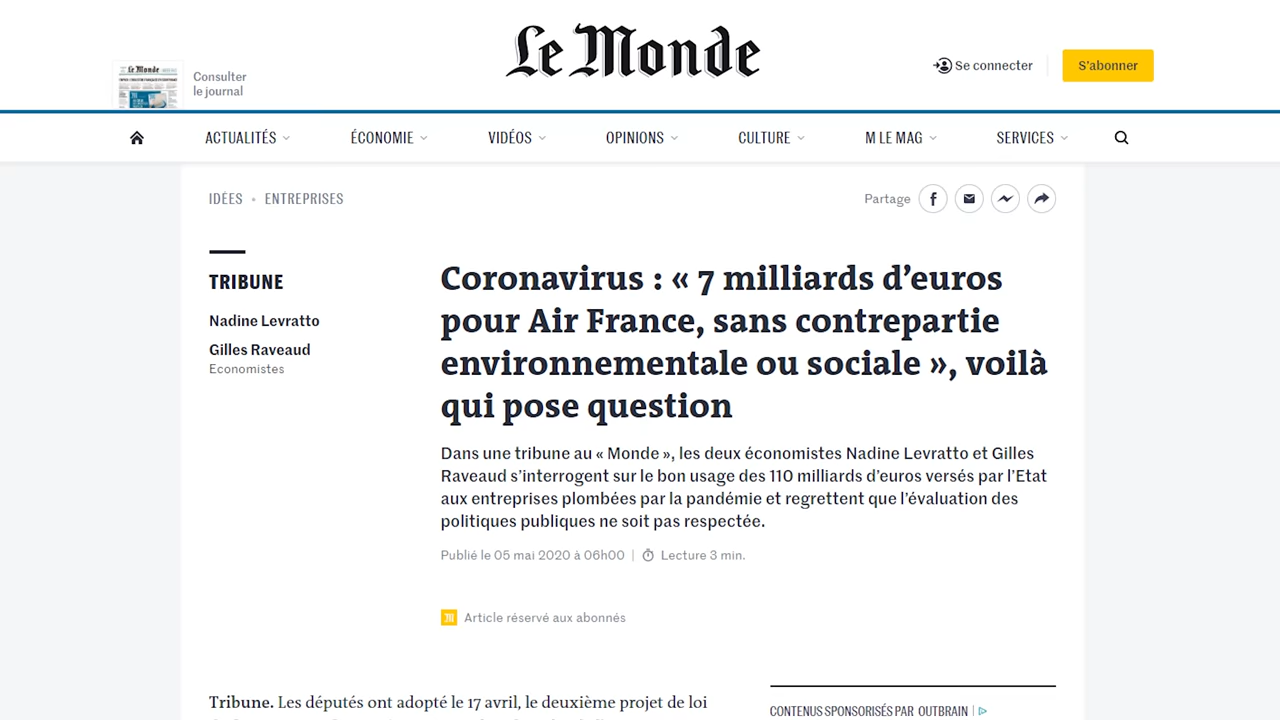 Le Monde
Consulter
le journal
Se connecter
S'abonner
ACTUALITÉS
ÉCONOMIE
VIDÉOS
OPINIONS
CULTURE
M LE MAG
SERVICES
IDÉES • ENTREPRISES
Partage
TRIBUNE
Nadine Levratto
Gilles Raveaud
Economistes
Coronavirus : « 7 milliards d’euros
pour Air France, sans contrepartie
environnementale ou sociale », voilà
qui pose question
Dans une tribune au « Monde », les deux économistes Nadine Levratto et Gilles
Raveaud s’interrogent sur le bon usage des 110 milliards d’euros versés par l’Etat
aux entreprises plombées par la pandémie et regrettent que l’évaluation des
politiques publiques ne soit pas respectée.
Publié le 05 mai 2020 à 06h00 | Lecture 3 min.
Article réservé aux abonnés
Tribune. Les députés ont adopté le 17 avril, le deuxième projet de loi
CONTENUS SPONSORISÉS PAR OUTBRAIN |